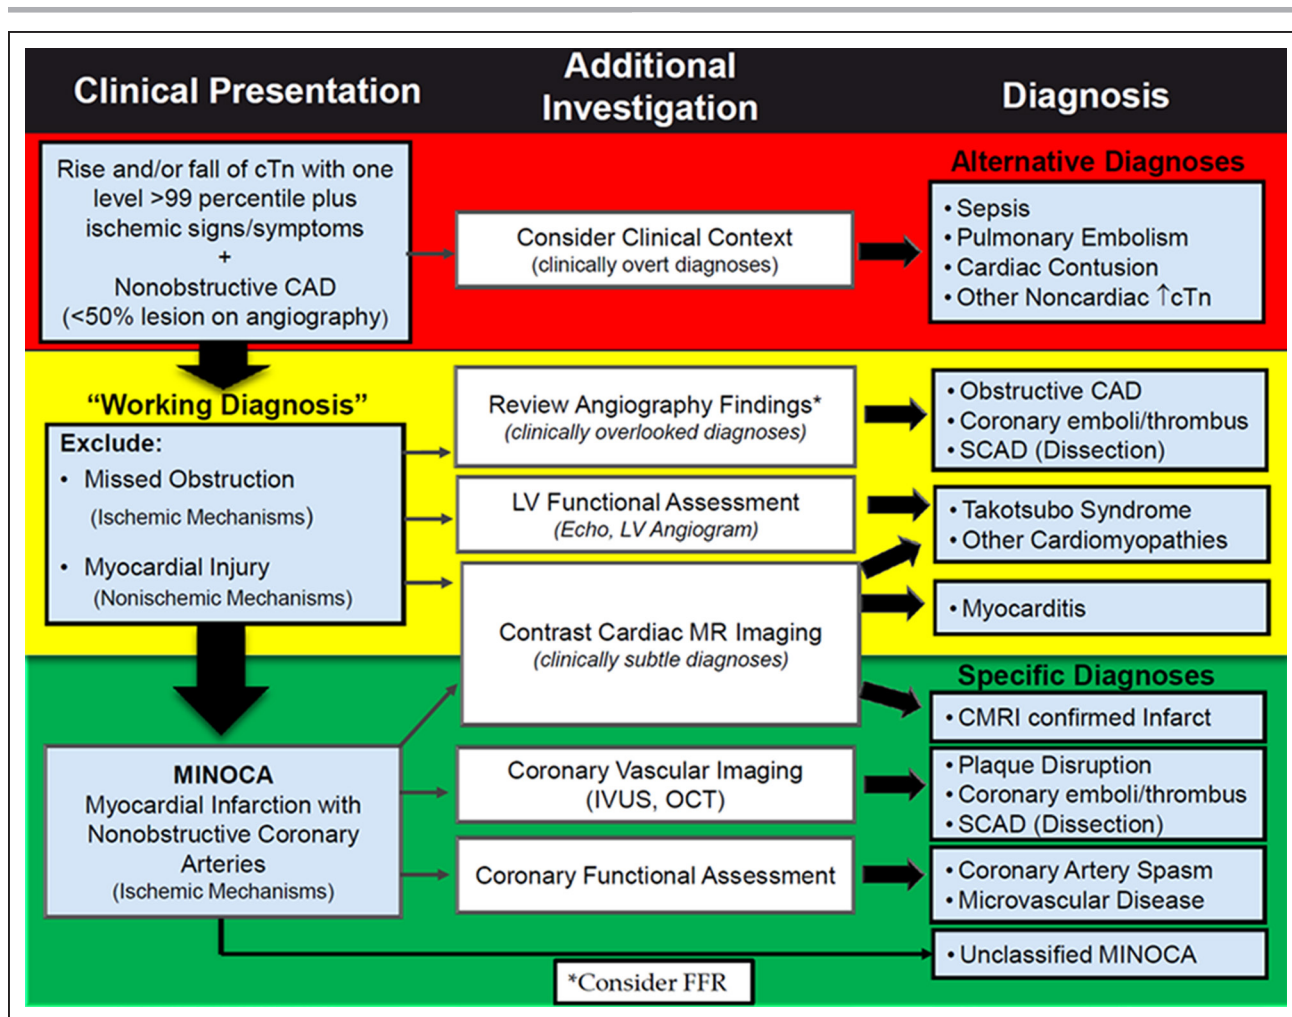 Clinical Presentation
Additional
Investigation
Diagnosis
Rise and/or fall of cTn with one
level >99 percentile plus
ischemic signs/symptoms
+
Nonobstructive CAD
(<50% lesion on angiography)
Consider Clinical Context
(clinically overt diagnoses)
Alternative Diagnoses
• Sepsis
• Pulmonary Embolism
• Cardiac Contusion
• Other Noncardiac ↑cTn
“Working Diagnosis”
Exclude:
• Missed Obstruction
(Ischemic Mechanisms)
• Myocardial Injury
(Nonischemic Mechanisms)
Review Angiography Findings*
(clinically overlooked diagnoses)
• Obstructive CAD
• Coronary emboli/thrombus
• SCAD (Dissection)
LV Functional Assessment
(Echo, LV Angiogram)
• Takotsubo Syndrome
• Other Cardiomyopathies
Contrast Cardiac MR Imaging
(clinically subtle diagnoses)
• Myocarditis
Specific Diagnoses
• CMRI confirmed Infarct
MINOCA
Myocardial Infarction with
Nonobstructive Coronary
Arteries
(Ischemic Mechanisms)
Coronary Vascular Imaging
(IVUS, OCT)
• Plaque Disruption
• Coronary emboli/thrombus
• SCAD (Dissection)
Coronary Functional Assessment
• Coronary Artery Spasm
• Microvascular Disease
• Unclassified MINOCA
*Consider FFR